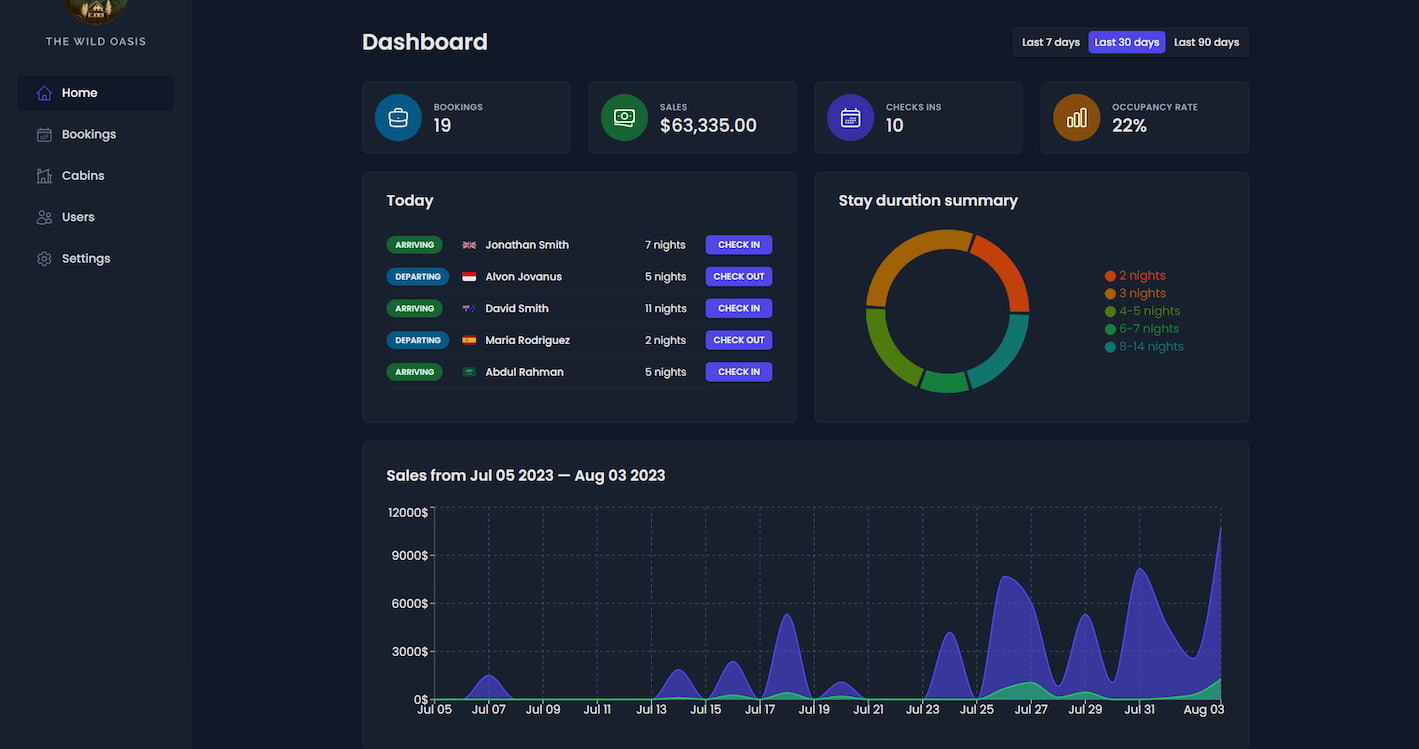 THE WILD OASIS
Home
Bookings
Cabins
Users
Settings
Dashboard
Last 7 days Last 30 days Last 90 days
BOOKINGS
19
SALES
$63,335.00
CHECKS INS
10
OCCUPANCY RATE
22%
Today
ARRIVING Jonathan Smith 7 nights CHECK IN
DEPARTING Alvon Jovanus 5 nights CHECK OUT
ARRIVING David Smith 11 nights CHECK IN
DEPARTING Maria Rodriguez 2 nights CHECK OUT
ARRIVING Abdul Rahman 5 nights CHECK IN
Stay duration summary
2 nights
3 nights
4-5 nights
6-7 nights
8-14 nights
Sales from Jul 05 2023 — Aug 03 2023
12000$
9000$
6000$
3000$
0$
Jul 05 Jul 07 Jul 09 Jul 11 Jul 13 Jul 15 Jul 17 Jul 19 Jul 21 Jul 23 Jul 25 Jul 27 Jul 29 Jul 31 Aug 03